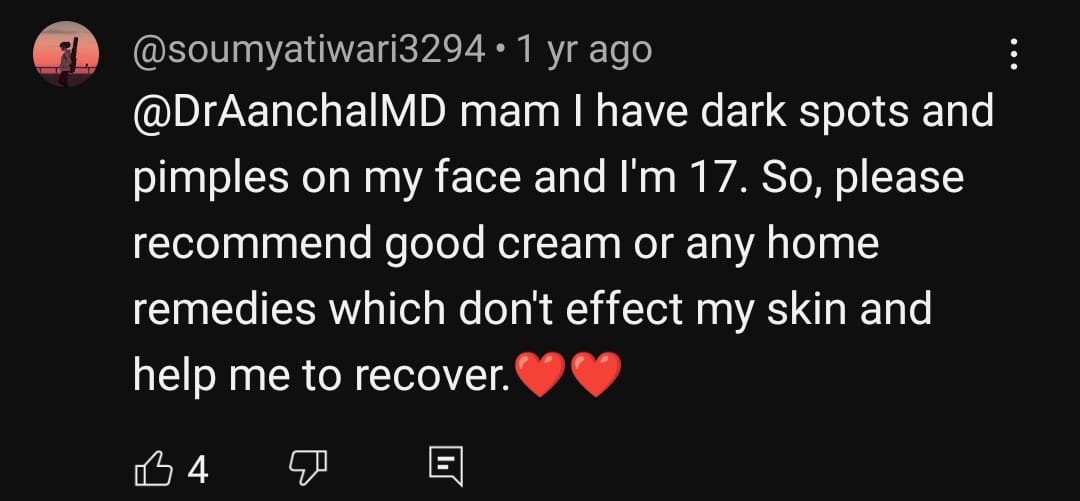 @soumyatiwari3294 • 1 yr ago
@DrAanchalMD mam I have dark spots and
pimples on my face and I'm 17. So, please
recommend good cream or any home
remedies which don't effect my skin and
help me to recover.❤️❤️
4